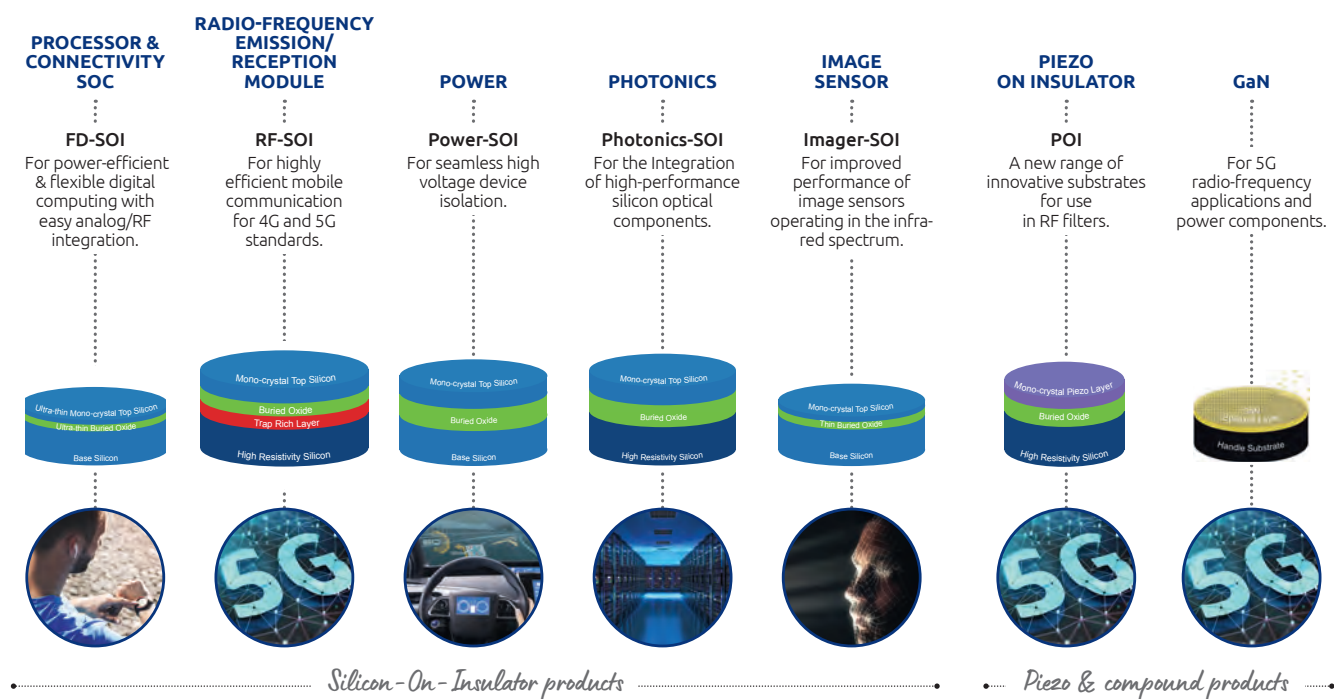 PROCESSOR &
CONNECTIVITY
SOC
FD-SOI
For power-efficient
& flexible digital
computing with
easy analog/RF
integration.
Ultra-thin Mono-crystal Top Silicon
Ultra-thin Buried Oxide
Base Silicon
RADIO-FREQUENCY
EMISSION/
RECEPTION
MODULE
RF-SOI
For highly
efficient mobile
communication
for 4G and 5G
standards.
Mono-crystal Top Silicon
Buried Oxide
Trap Rich Layer
High Resistivity Silicon
5G
POWER
Power-SOI
For seamless high
voltage device
isolation.
Mono-crystal Top Silicon
Buried Oxide
Base Silicon
PHOTONICS
Photonics-SOI
For the Integration
of high-performance
silicon optical
components.
Mono-crystal Top Silicon
Buried Oxide
High Resistivity Silicon
IMAGE
SENSOR
Imager-SOI
For improved
performance of
image sensors
operating in the infra-
red spectrum.
Mono-crystal Top Silicon
Thin Buried Oxide
Base Silicon
PIEZO
ON INSULATOR
POI
A new range of
innovative substrates
for use
in RF filters.
Mono-crystal Piezo Layer
Buried Oxide
High Resistivity Silicon
5G
GaN
For 5G
radio-frequency
applications and
power components.
Handle Substrate
5G
Silicon-On-Insulator products
Piezo & compound products